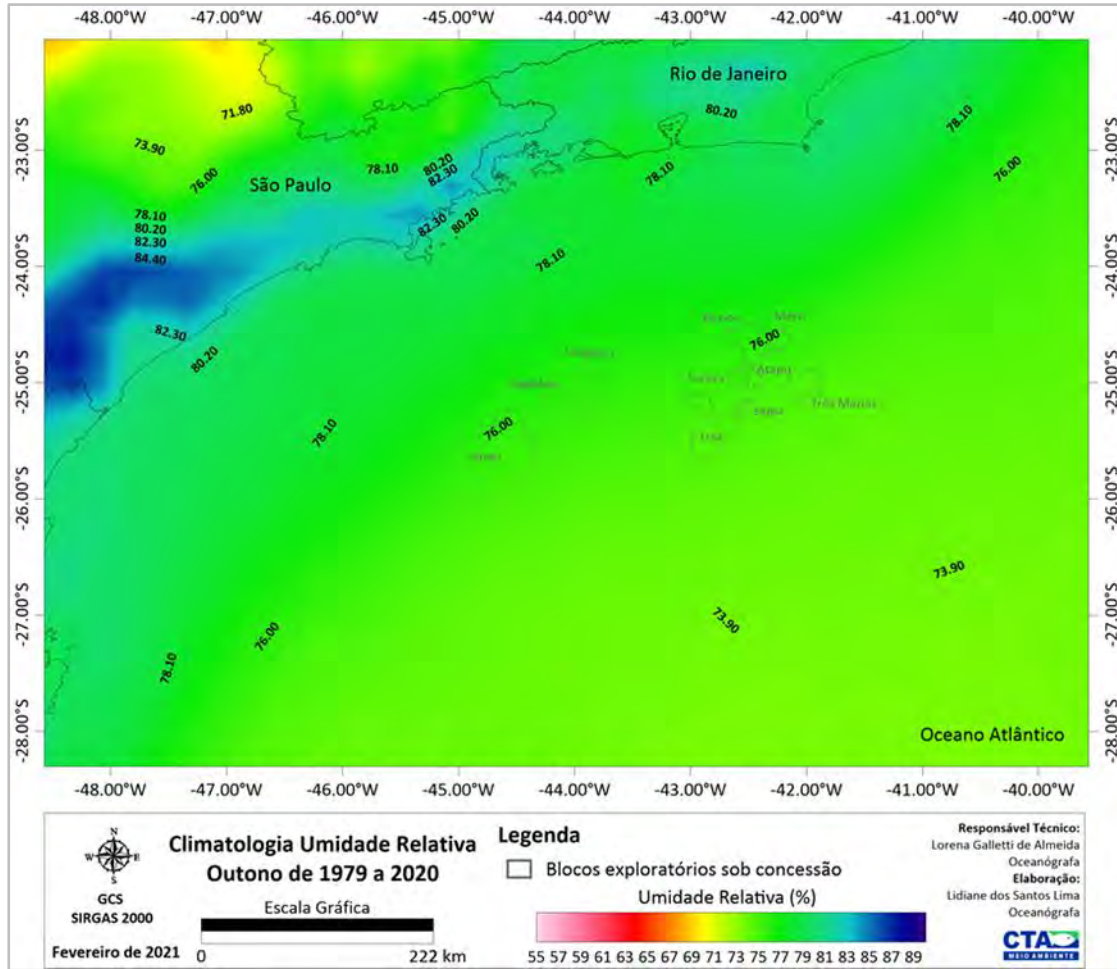 -48.00°W -47.00°W -46.00°W -45.00°W -44.00°W -43.00°W -42.00°W -41.00°W -40.00°W
Rio de Janeiro
71.80
80.20
78.10
73.90
-23.00°S
-23.00°S
78.10
80.20
82.30
78.10
76.00
76.00
São Paulo
78.10
80.20
82.30
84.40
82.30
80.20
78.10
-24.00°S
-24.00°S
Mero
82.30
76.00
80.20
Atapu
-25.00°S
-25.00°S
Três Marias
Sépia
78.10
76.00
-26.00°S
-26.00°S
73.90
-27.00°S
-27.00°S
73.90
76.00
78.10
-28.00°S
-28.00°S
Oceano Atlântico
-48.00°W -47.00°W -46.00°W -45.00°W -44.00°W -43.00°W -42.00°W -41.00°W -40.00°W
N
W E
S
GCS
SIRGAS 2000
Fevereiro de 2021
Climatologia Umidade Relativa
Outono de 1979 a 2020
Escala Gráfica
0 222 km
Legenda
Blocos exploratórios sob concessão
Umidade Relativa (%)
55 57 59 61 63 65 67 69 71 73 75 77 79 81 83 85 87 89
Responsável Técnico:
Lorena Galletti de Almeida
Oceanógrafa
Elaboração:
Lidiane dos Santos Lima
Oceanógrafa
CTA
MEIO AMBIENTE